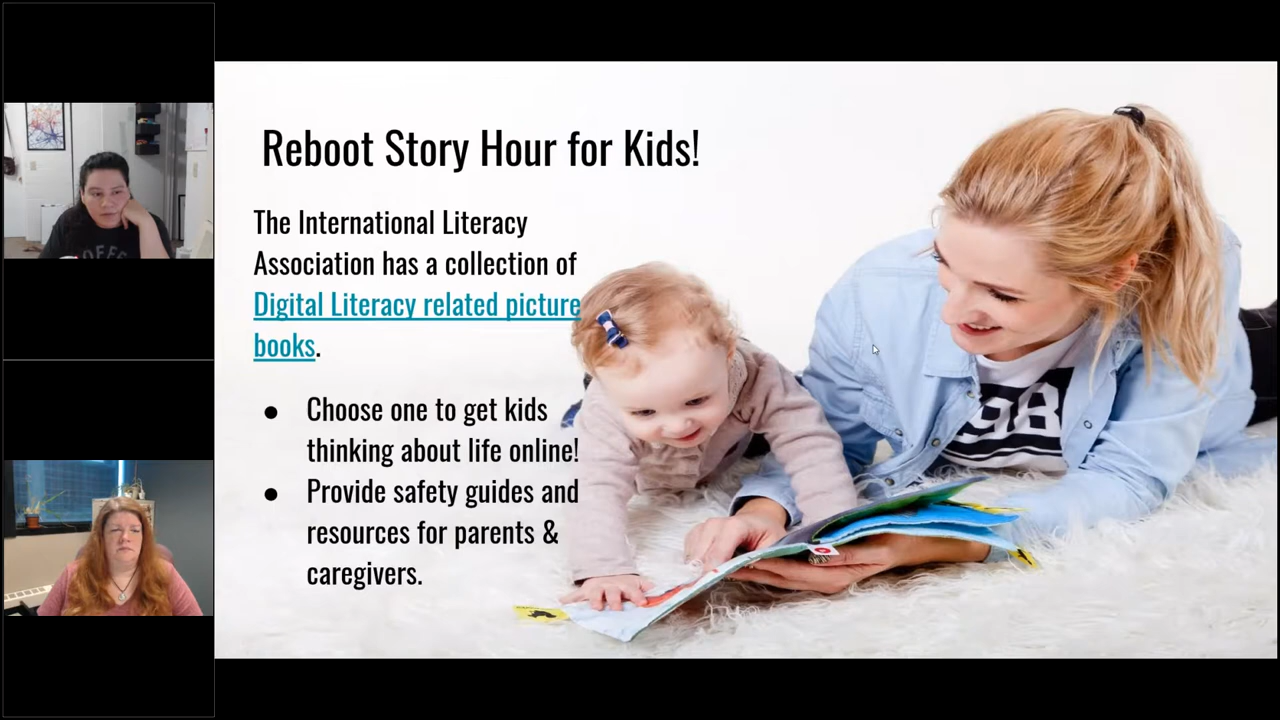 Reboot Story Hour for Kids!
The International Literacy
Association has a collection of
Digital Literacy related picture
books.
● Choose one to get kids
thinking about life online!
● Provide safety guides and
resources for parents &
caregivers.